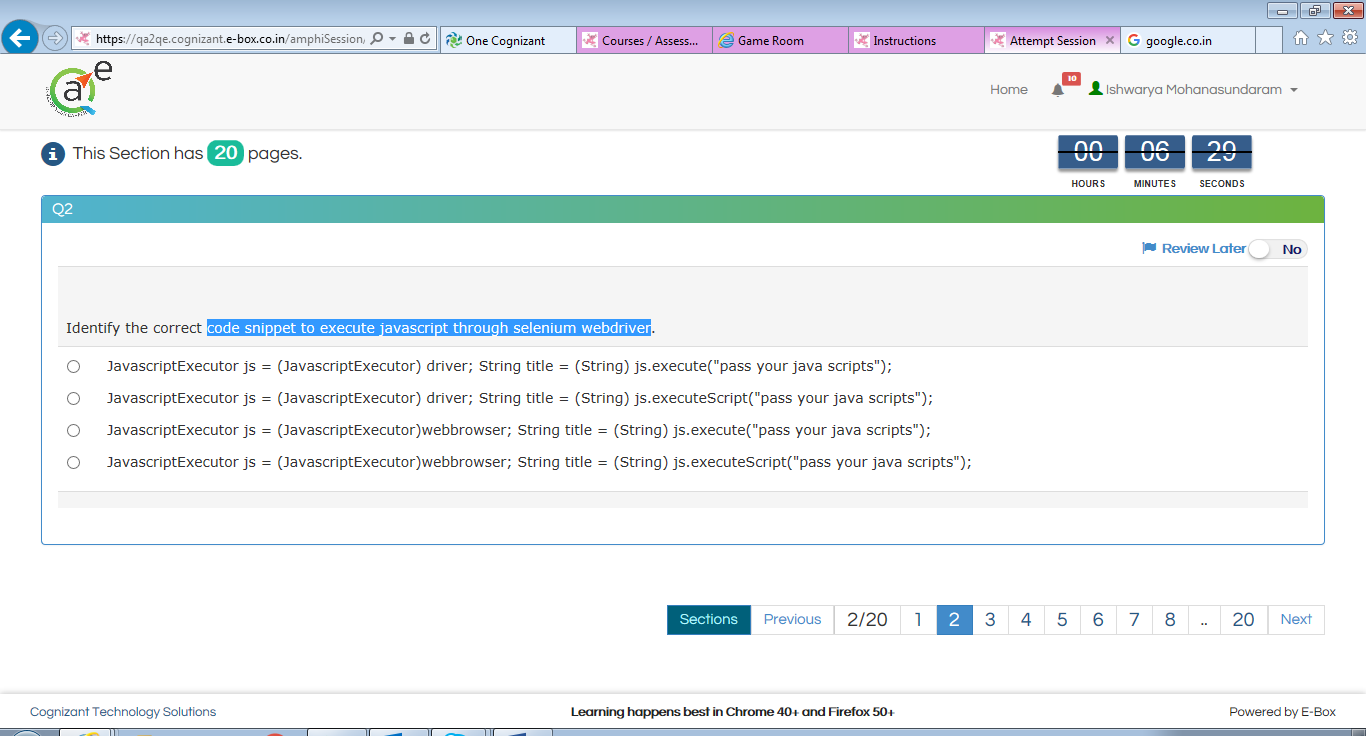 https://qa2qe.cognizant.e-box.co.in/amphiSession/
One Cognizant
Courses / Assess...
Game Room
Instructions
Attempt Session
google.co.in
a e
Home
10
Ishwarya Mohanasundaram
This Section has 20 pages.
00 06 29
HOURS MINUTES SECONDS
Q2
Review Later No
Identify the correct code snippet to execute javascript through selenium webdriver.
JavascriptExecutor js = (JavascriptExecutor) driver; String title = (String) js.execute("pass your java scripts");
JavascriptExecutor js = (JavascriptExecutor) driver; String title = (String) js.executeScript("pass your java scripts");
JavascriptExecutor js = (JavascriptExecutor)webbrowser; String title = (String) js.execute("pass your java scripts");
JavascriptExecutor js = (JavascriptExecutor)webbrowser; String title = (String) js.executeScript("pass your java scripts");
Sections Previous 2/20 1 2 3 4 5 6 7 8 .. 20 Next
Cognizant Technology Solutions
Learning happens best in Chrome 40+ and Firefox 50+
Powered by E-Box